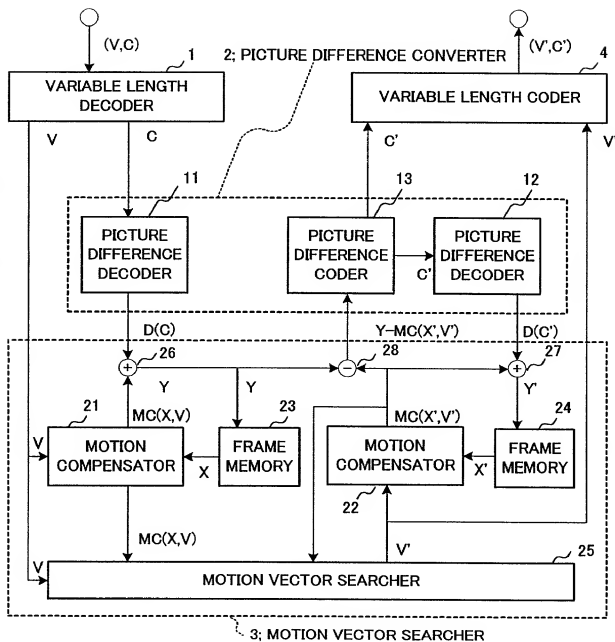 (V,C)
1
2; PICTURE DIFFERENCE CONVERTER
(V',C')
4
VARIABLE LENGTH
DECODER
VARIABLE LENGTH CODER
V
C
C'
V'
11
13
12
PICTURE
DIFFERENCE
DECODER
PICTURE
DIFFERENCE
CODER
C'
PICTURE
DIFFERENCE
DECODER
D(C)
Y-MC(X',V')
D(C')
+
26
-
28
+
27
Y
Y
Y'
21
MC(X,V)
23
MC(X',V')
24
V
MOTION
COMPENSATOR
X
FRAME
MEMORY
MOTION
COMPENSATOR
X'
FRAME
MEMORY
22
MC(X,V)
V'
25
V
MOTION VECTOR SEARCHER
3; MOTION VECTOR SEARCHER